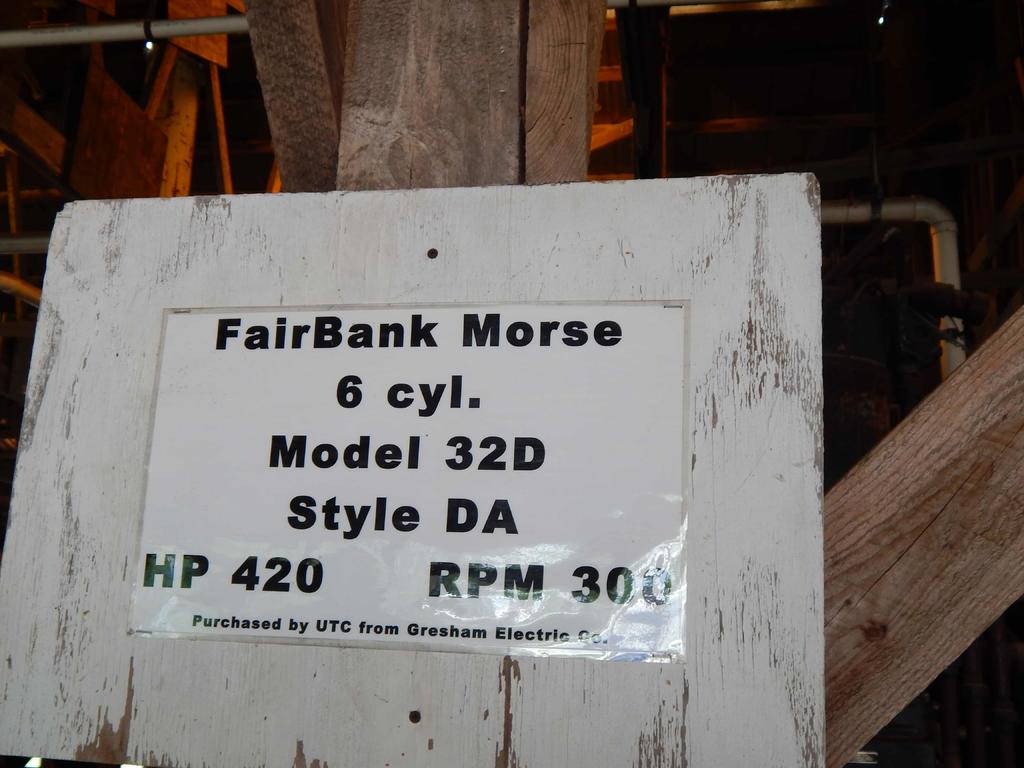 FairBank Morse
6 cyl.
Model 32D
Style DA
HP 420 RPM 300
Purchased by UTC from Gresham Electric Co.